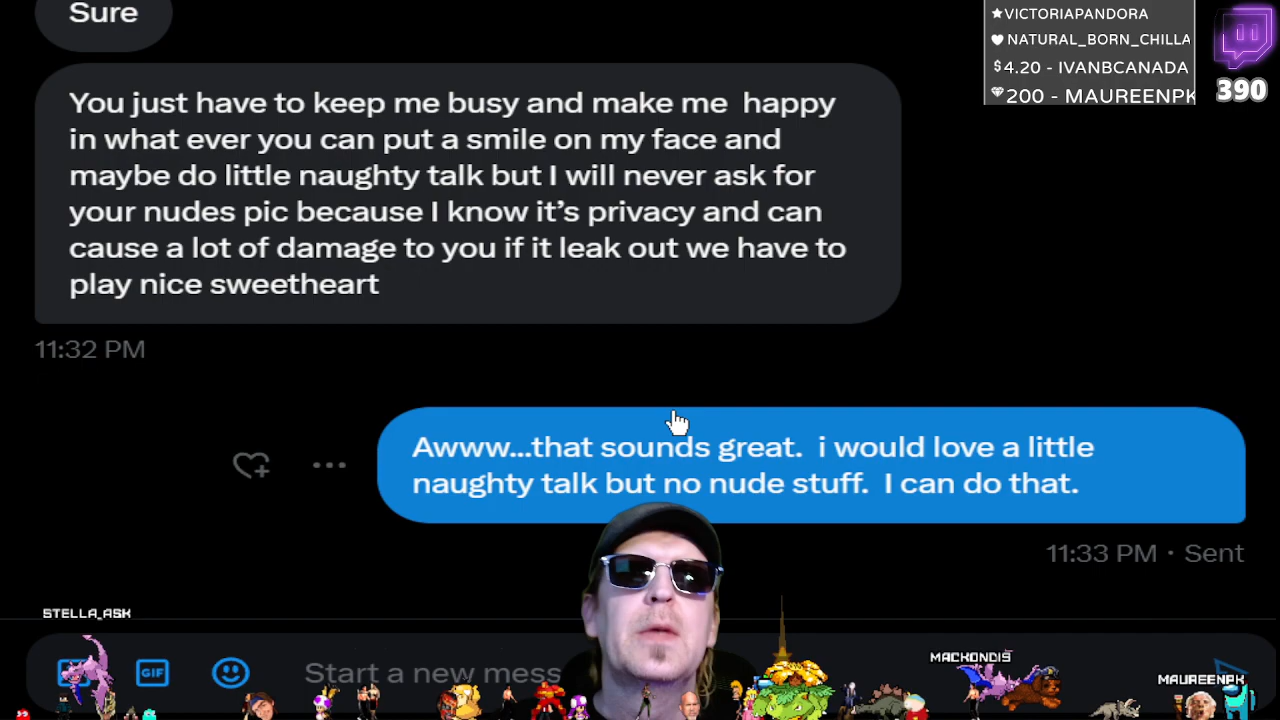 Sure
★VICTORIAPANDORA
♥ NATURAL_BORN_CHILLA
$4.20 - IVANBCANADA
200 - MAUREENPK
390
You just have to keep me busy and make me  happy
in what ever you can put a smile on my face and
maybe do little naughty talk but I will never ask for
your nudes pic because I know it’s privacy and can
cause a lot of damage to you if it leak out we have to
play nice sweetheart
11:32 PM
Awww...that sounds great.  i would love a little
naughty talk but no nude stuff.  I can do that.
11:33 PM · Sent
STELLA_ASK
GIF
Start a new mess
MACKONDIS
MAUREENPK